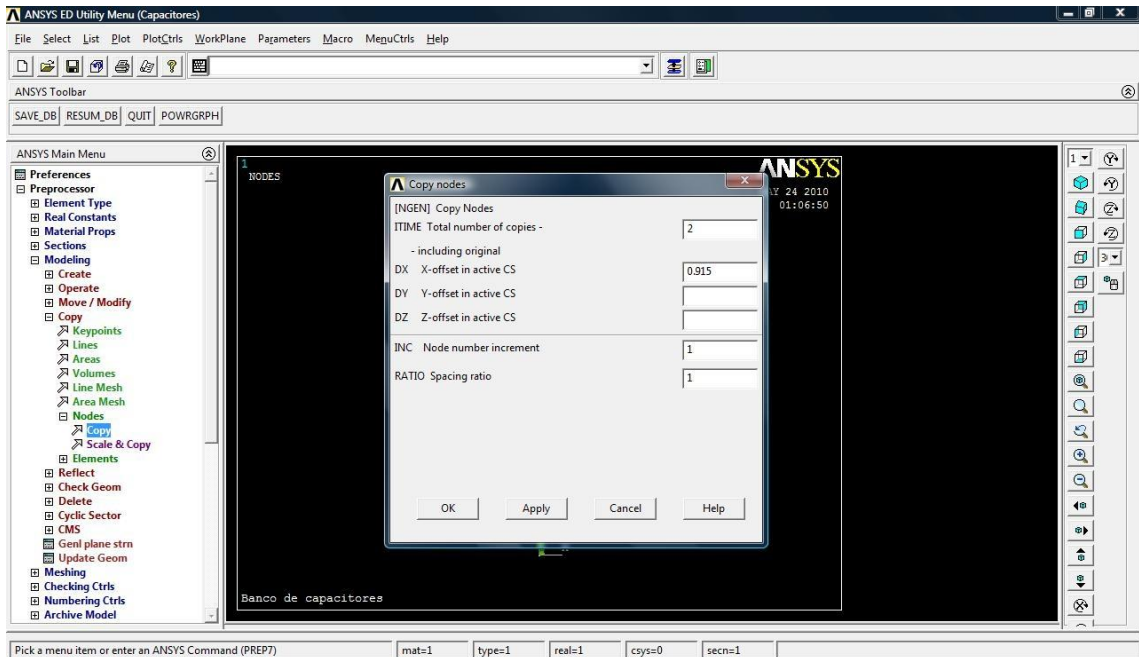 ANSYS ED Utility Menu (Capacitores)
File Select List Plot PlotCtrls WorkPlane Parameters Macro MenuCtrls Help
ANSYS Toolbar
SAVE_DB RESUM_DB QUIT POWRGRPH
ANSYS Main Menu
Preferences
Preprocessor
Element Type
Real Constants
Material Props
Sections
Modeling
Create
Operate
Move / Modify
Copy
Keypoints
Lines
Areas
Volumes
Line Mesh
Area Mesh
Nodes
Copy
Scale & Copy
Elements
Reflect
Check Geom
Delete
Cyclic Sector
CMS
Genl plane strn
Update Geom
Meshing
Checking Ctrls
Numbering Ctrls
Archive Model
1
NODES
ANSYS
24 2010
01:06:50
Copy nodes
[NGEN] Copy Nodes
ITIME Total number of copies - 2
- including original
DX X-offset in active CS 0.915
DY Y-offset in active CS
DZ Z-offset in active CS
INC Node number increment 1
RATIO Spacing ratio 1
OK Apply Cancel Help
Banco de capacitores
1
Pick a menu item or enter an ANSYS Command (PREP7) mat=1 type=1 real=1 csys=0 secn=1